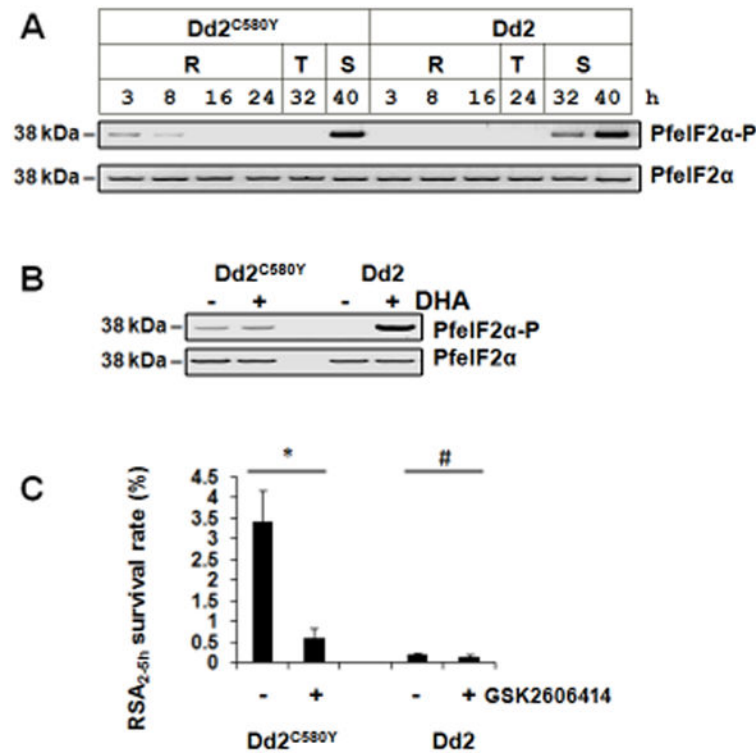 A
Dd2C580Y Dd2
R T S R T S
3 8 16 24 32 40 3 8 16 24 32 40 h
38 kDa – PfeIF2α-P
38 kDa – PfeIF2α
B
Dd2C580Y Dd2
- + - + DHA
38 kDa – PfeIF2α-P
38 kDa – PfeIF2α
C
* #
RSA2-5h survival rate (%)
4.5
4
3.5
3
2.5
2
1.5
1
0.5
0
- + - + GSK2606414
Dd2C580Y Dd2